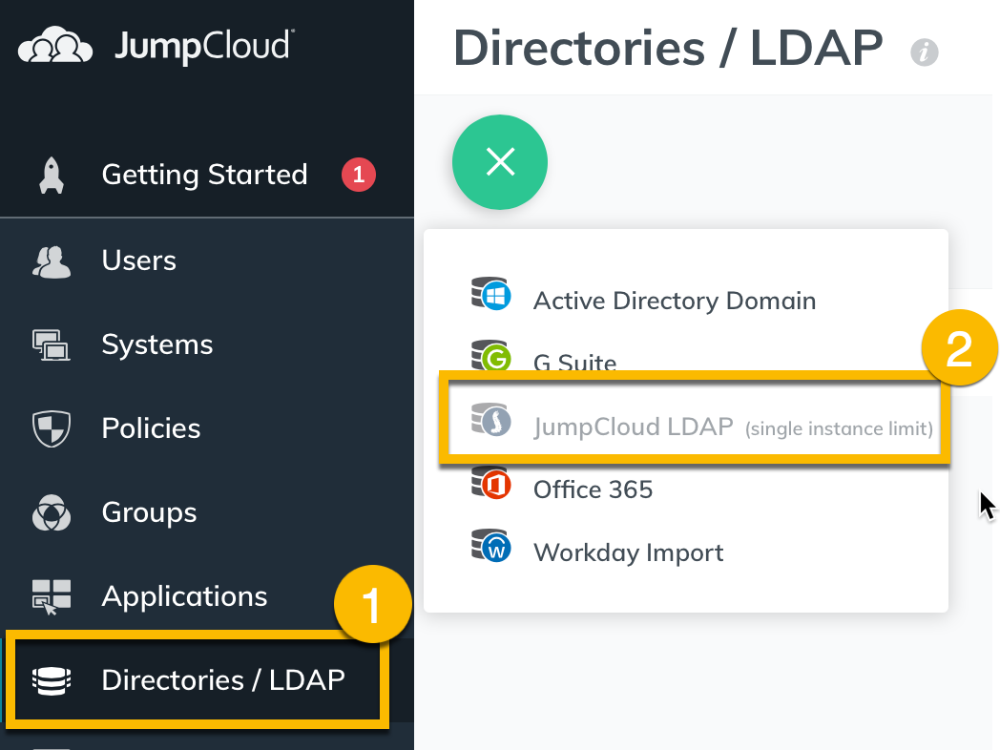 JumpCloud
Directories / LDAP
Getting Started 1
Users
Systems
Policies
Groups
Applications
1
Directories / LDAP
Active Directory Domain
G Suite
2
JumpCloud LDAP (single instance limit)
Office 365
Workday Import